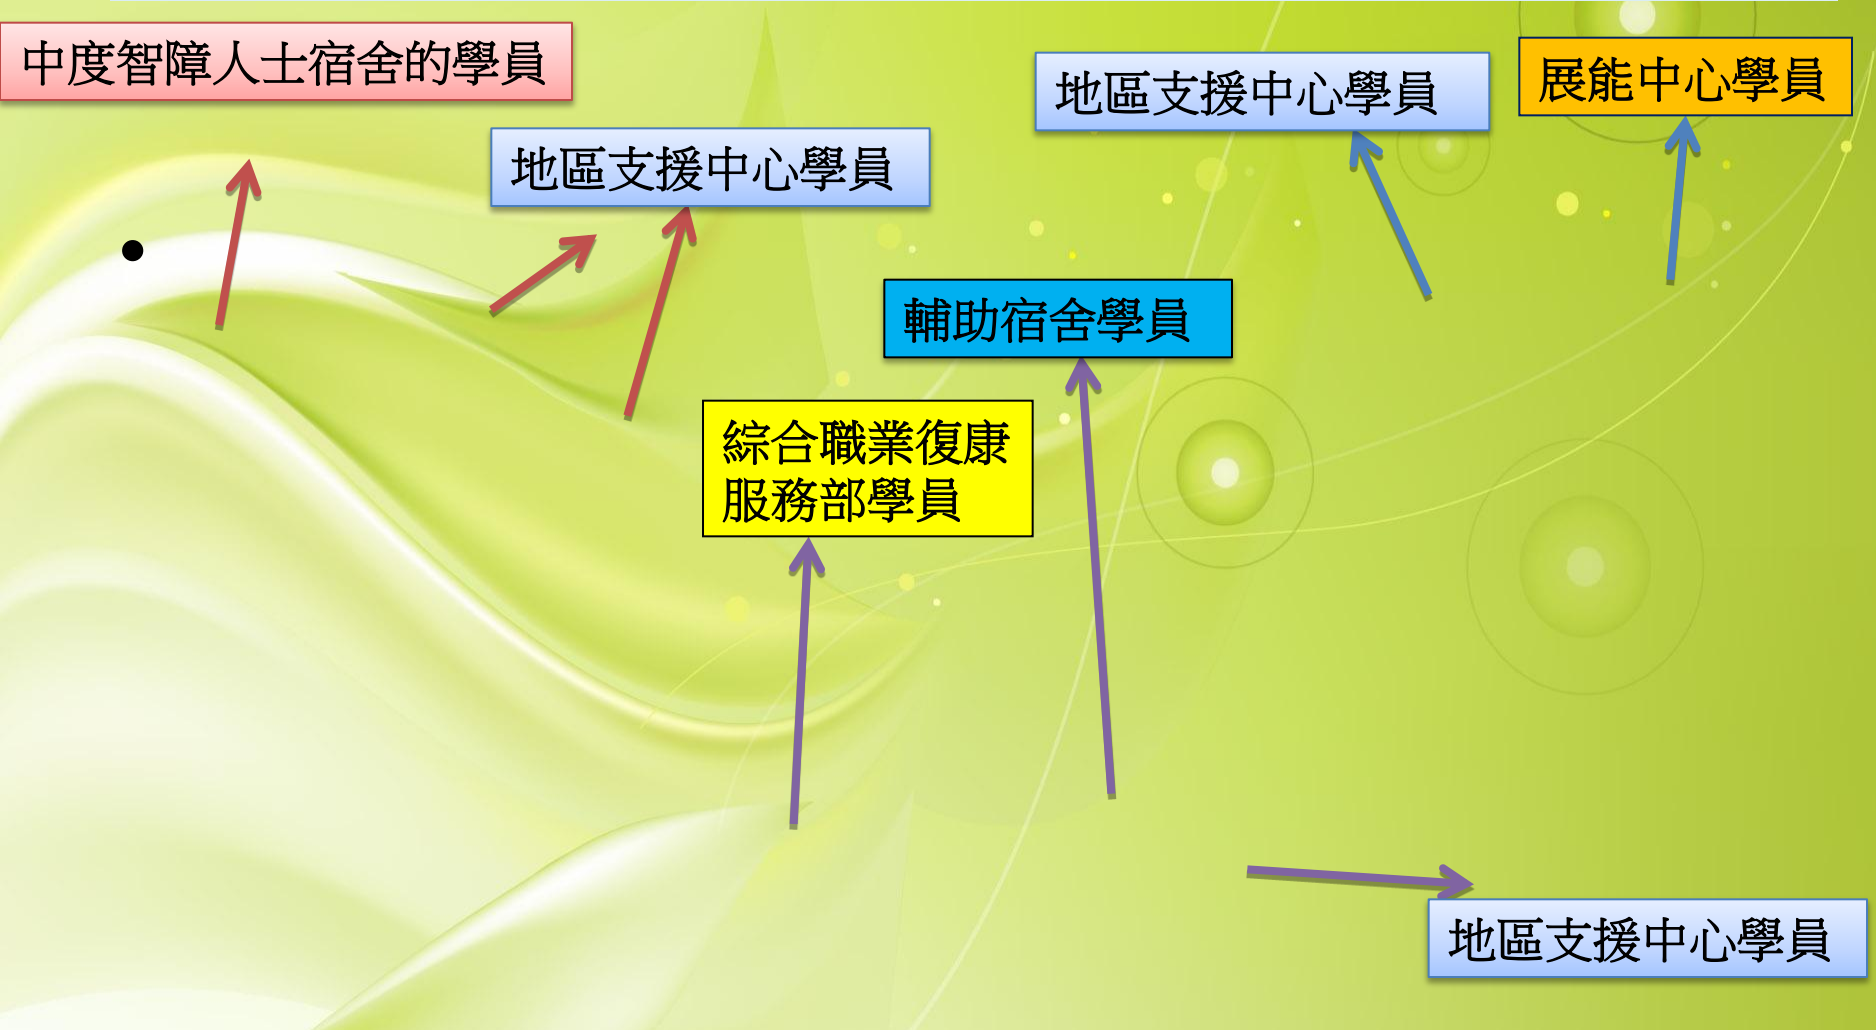 中度智障人士宿舍的學員
地區支援中心學員
展能中心學員
地區支援中心學員
輔助宿舍學員
綜合職業復康
服務部學員
地區支援中心學員